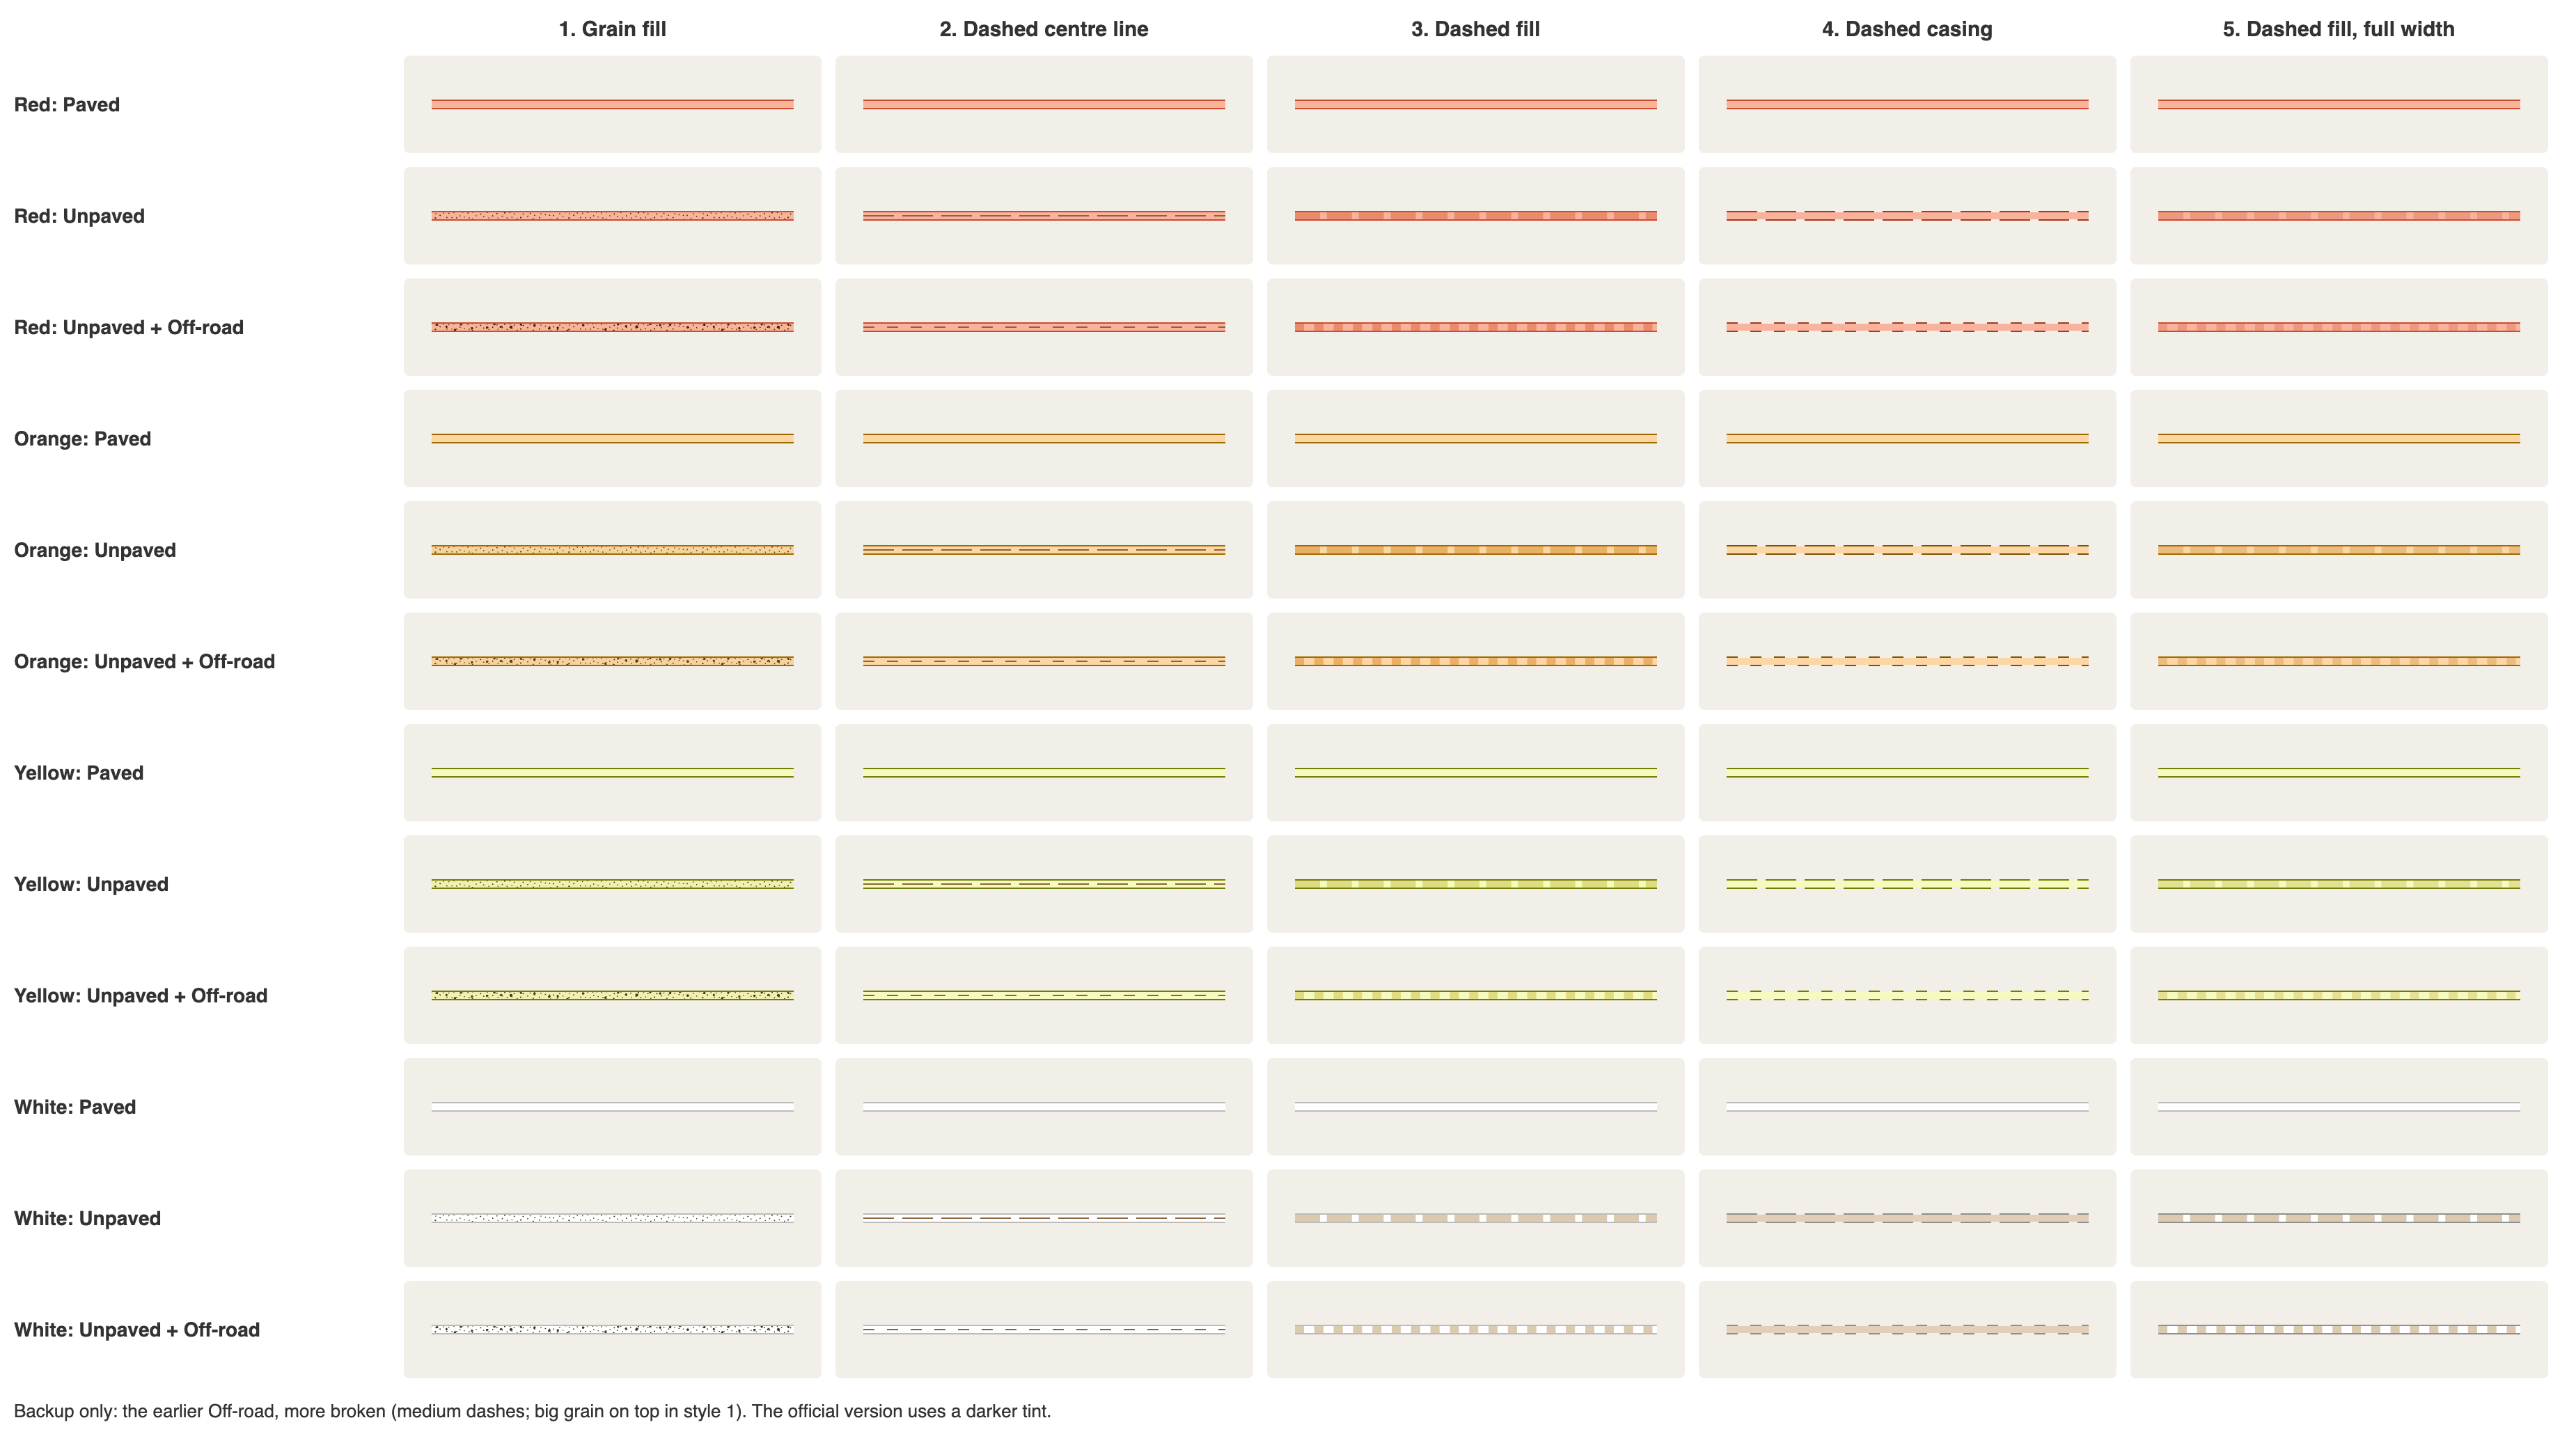 1. Grain fill
2. Dashed centre line
3. Dashed fill
4. Dashed casing
5. Dashed fill, full width
Red: Paved
Red: Unpaved
Red: Unpaved + Off-road
Orange: Paved
Orange: Unpaved
Orange: Unpaved + Off-road
Yellow: Paved
Yellow: Unpaved
Yellow: Unpaved + Off-road
White: Paved
White: Unpaved
White: Unpaved + Off-road
Backup only: the earlier Off-road, more broken (medium dashes; big grain on top in style 1). The official version uses a darker tint.